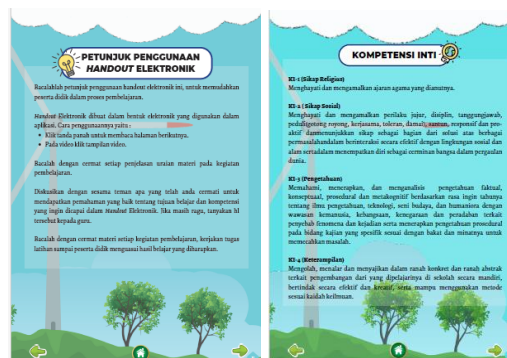 PETUNJUK PENGGUNAAN
HANDOUT ELEKTRONIK
Bacalahlah petunjuk penggunaan handout elektronik ini, untuk memudahkan
peserta didik dalam proses pembelajaran.
Handout Elektronik dibuat dalam bentuk elektronik yang digunakan dalam
aplikasi. Cara penggunaannya yaitu :
• Klik tanda panah untuk membuca halaman berikutnya.
• Pada video klik tampilan video.
Bacalah dengan cermat setiap penjelasan uraian materi pada kegiatan
pembelajaran.
Diskusikan dengan sesama teman apa yang telah anda cermati untuk
mendapatkan pemahaman yang baik tentang tujuan belajar dan kompetensi
yang ingin dicapai dalam Handout Elektronik. Jika masih ragu, tanyakan hl
tersebut kepada guru.
Bacalah dengan cermat materi setiap kegiatan pembelajaran, kerjakan tugas
latihan sampai peserta didik menguasai hasil belajar yang diharapkan.
KOMPETENSI INTI
KI-1 (Sikap Religius)
Menghayati dan mengamalkan ajaran agama yang dianutnya.
KI-2 ( Sikap Sosial)
Menghayati dan mengamalkan perilaku jujur, disiplin, tanggungjawab,
peduli(gotong royong, kerjasama, toleran, damai), santun, responsif dan pro-
aktif danmenunjukkan sikap sebagai bagian dari solusi atas berbagai
permasalahandalam berinteraksi secara efektif dengan lingkungan sosial dan
alam sertadalam menempatkan diri sebagai cerminan bangsa dalam pergaulan
dunia.
KI-3 (Pengetahuan)
Memahami, menerapkan, dan menganalisis pengetahuan faktual,
konseptuaal, prosedural dan metakognitif berdasarkan rasa ingin tahunya
tentang ilmu pengetahuan, teknologi, seni budaya, dan humaniora dengan
wawasan kemanusia, kebangsaan, kenegaraan dan peradaban terkait
penyebab fenomena dan kejadian serta menerapkan pengetahuan prosedural
pada bidang kajian yang spesifik sesuai dengan bakat dan minatnya untuk
memecahkan masalah.
KI-4 (Keterampilan)
Mengolah, menalar dan menyajikan dalam ranah konkret dan ranah abstrak
terkait pengembangan dari yang dipelajarinya di sekolah secara mandiri,
bertindak secara efektif dan kreatif, serta mampu menggunakan metode
sesuai kaidah keilmuan.